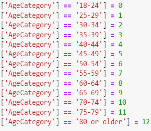 ['AgeCategory'] == '18-24'] = 0
['AgeCategory'] == '25-29'] = 1
['AgeCategory'] == '30-34'] = 2
['AgeCategory'] == '35-39'] = 3
['AgeCategory'] == '40-44'] = 4
['AgeCategory'] == '45-49'] = 5
['AgeCategory'] == '50-54'] = 6
['AgeCategory'] == '55-59'] = 7
['AgeCategory'] == '60-64'] = 8
['AgeCategory'] == '65-69'] = 9
['AgeCategory'] == '70-74'] = 10
['AgeCategory'] == '75-79'] = 11
['AgeCategory'] == '80 or older'] = 12